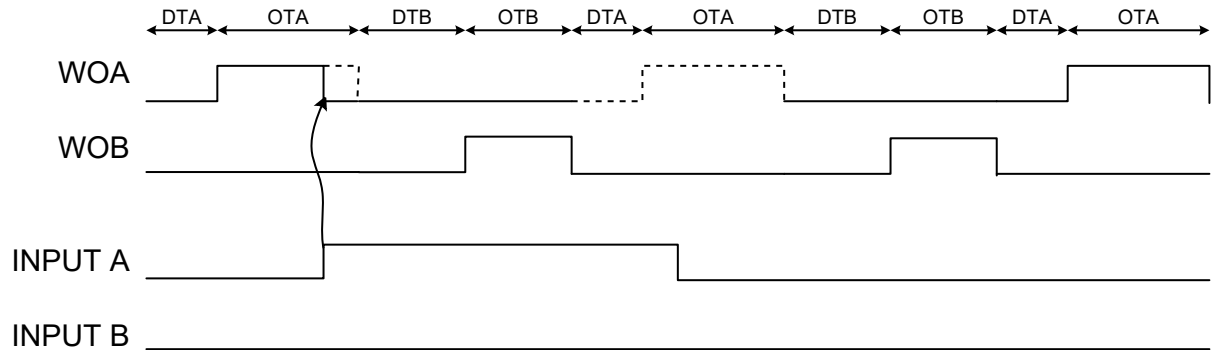 DTA OTA DTB OTB DTA OTA DTB OTB DTA OTA
WOA
WOB
INPUT A
INPUT B